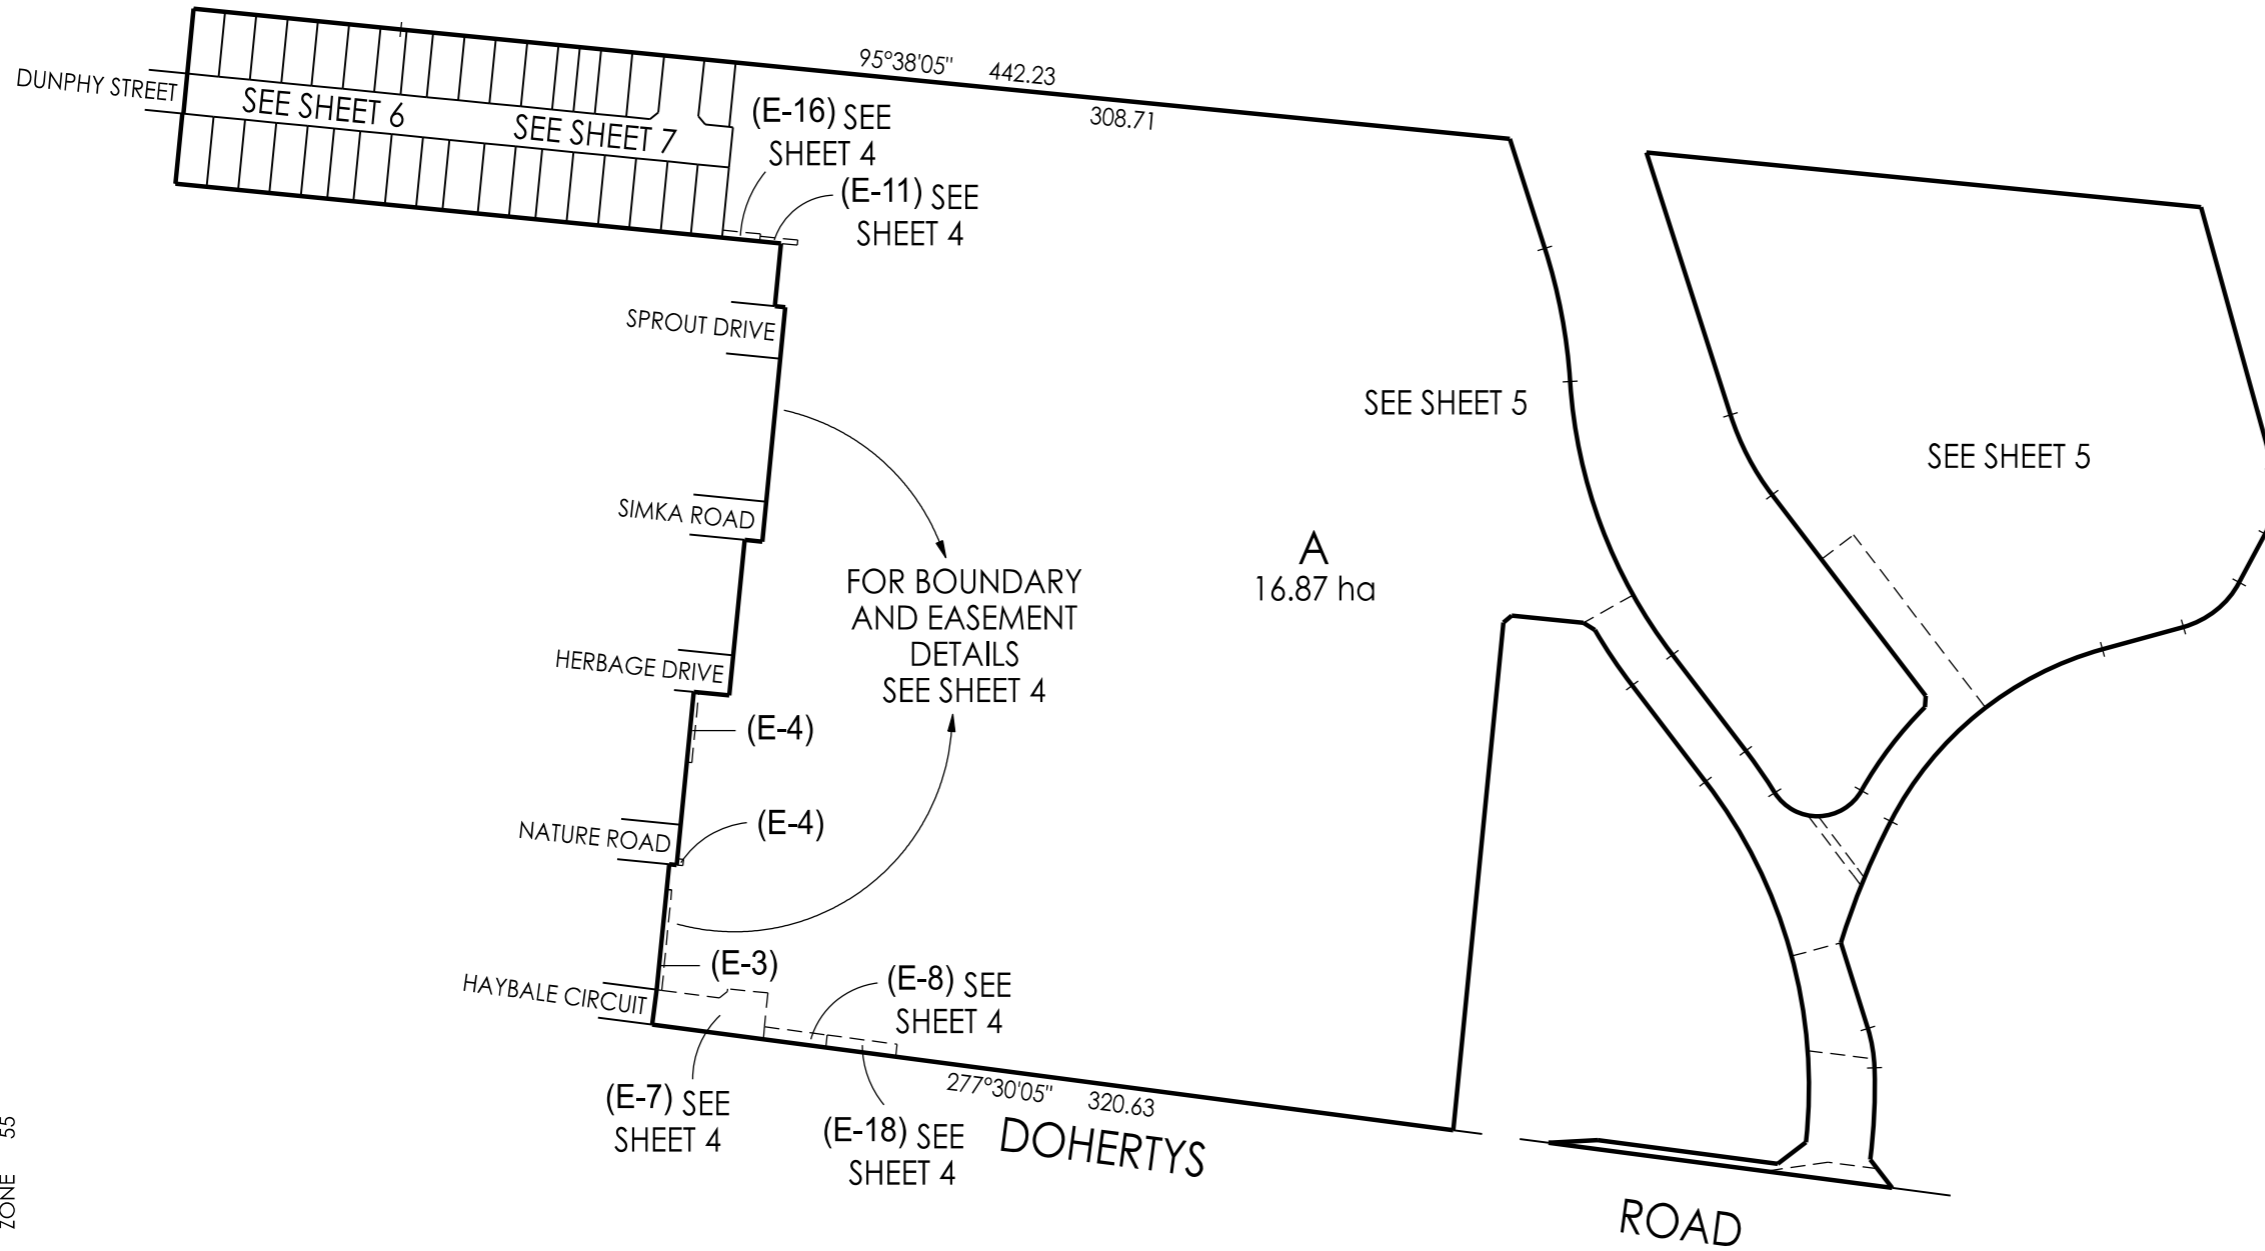 95°38'05" 442.23
308.71
DUNPHY STREET
SEE SHEET 6
SEE SHEET 7
(E-16) SEE
SHEET 4
(E-11) SEE
SHEET 4
SPROUT DRIVE
SEE SHEET 5
SEE SHEET 5
SIMKA ROAD
FOR BOUNDARY
AND EASEMENT
DETAILS
SEE SHEET 4
A
16.87 ha
HERBAGE DRIVE
(E-4)
NATURE ROAD
(E-4)
(E-3)
HAYBALE CIRCUIT
(E-8) SEE
SHEET 4
(E-7) SEE
SHEET 4
(E-18) SEE
SHEET 4
277°30'05" 320.63
DOHERTYS
ROAD
ZONE 55